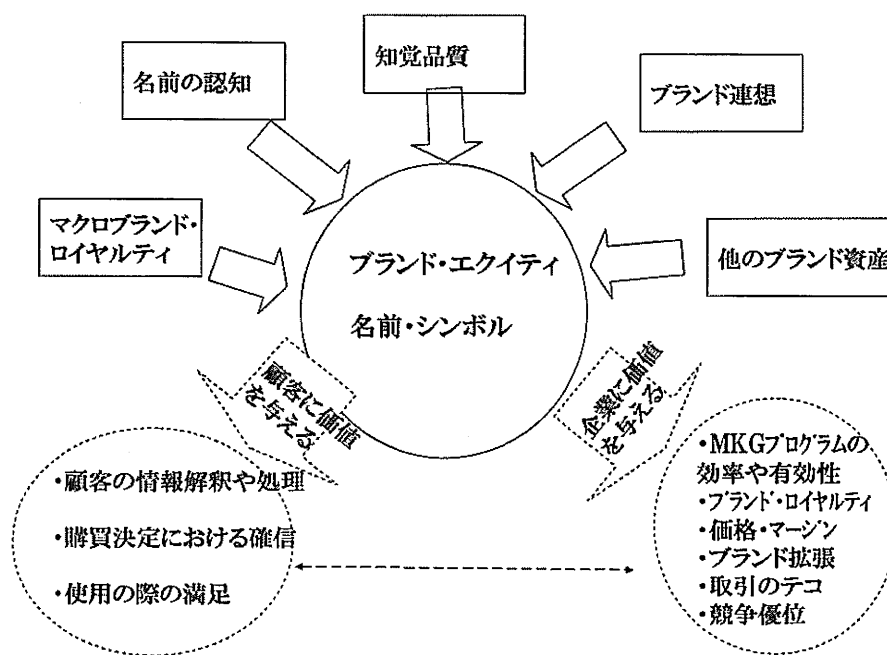 知覚品質
名前の認知
ブランド連想
マクロブランド・
ロイヤルティ
他のブランド資産
ブランド・エクイティ
名前・シンボル
顧客に価値
を与える
企業に価値
を与える
・顧客の情報解釈や処理
・購買決定における確信
・使用の際の満足
・MKGプログラムの
効率や有効性
・ブランド・ロイヤルティ
・価格・マージン
・ブランド拡張
・取引のテコ
・競争優位